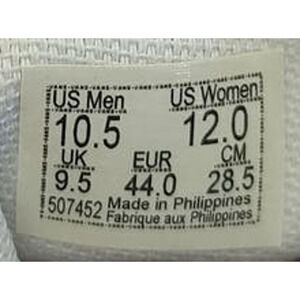 US Men US Women
10.5 12.0
UK EUR CM
9.5 44.0 28.5
507452 Made in Philippines
Fabrique aux Philippines